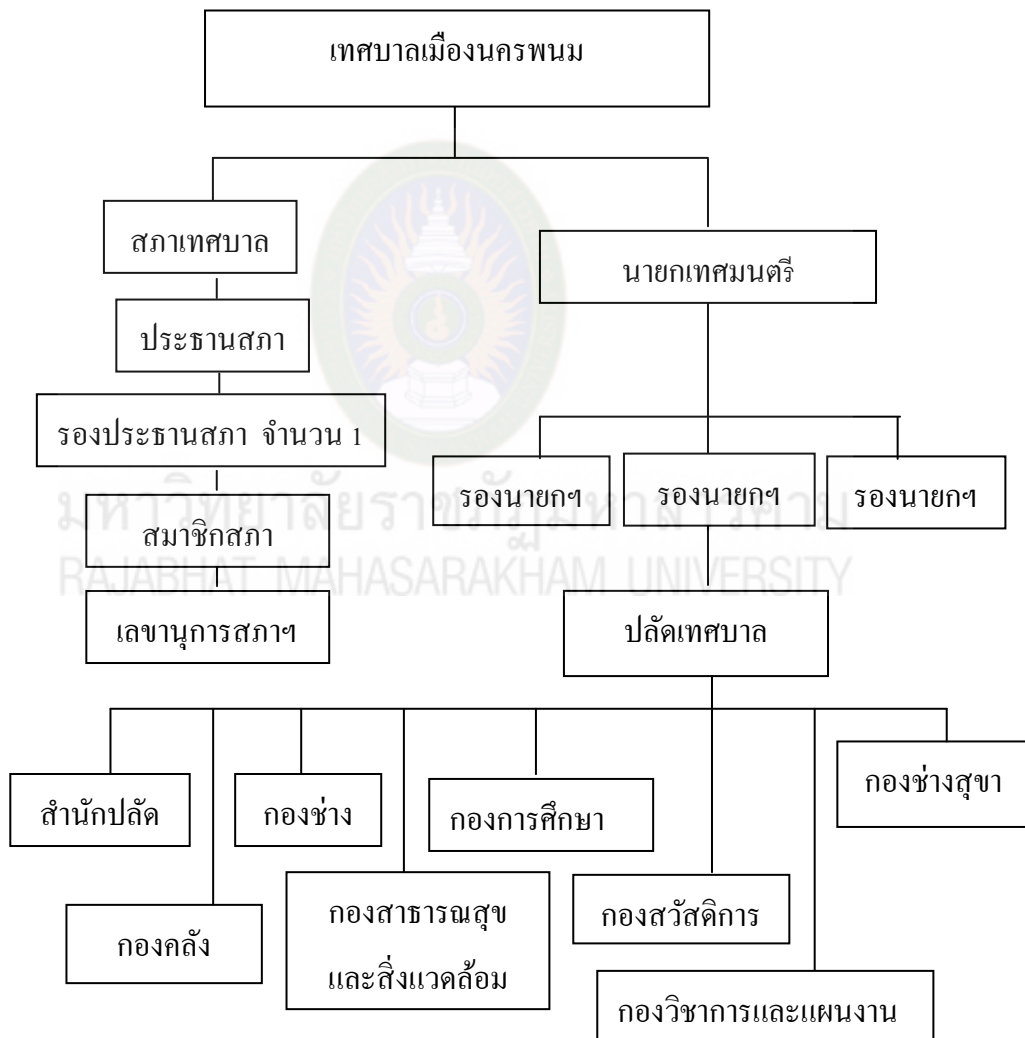 เทศบาลเมืองนครพนม
สภาเทศบาล
นายกเทศมนตรี
ประธานสภา
รองประธานสภา จำนวน 1
สมาชิกสภา
เลขานุการสภาฯ
รองนายกฯ
รองนายกฯ
รองนายกฯ
มหาวิทยาลัยราชภัฏมหาสารคาม
RAJABHAT MAHASARAKHAM UNIVERSITY
ปลัดเทศบาล
สำนักปลัด
กองคลัง
กองช่าง
กองสาธารณสุข
และสิ่งแวดล้อม
กองการศึกษา
กองสวัสดิการ
กองวิชาการและแผนงาน
กองช่างสุขา